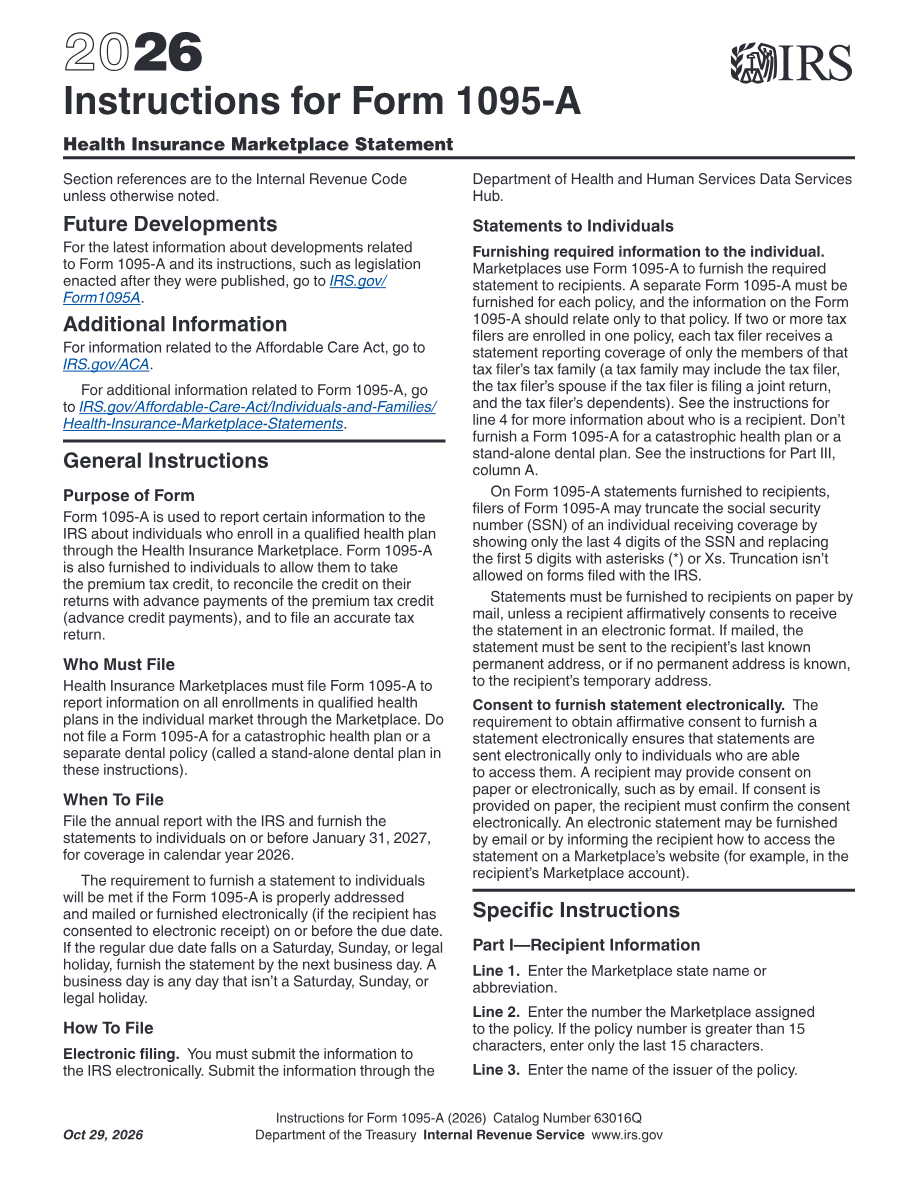 2026
IRS
Instructions for Form 1095-A
Health Insurance Marketplace Statement
Section references are to the Internal Revenue Code
unless otherwise noted.
Future Developments
For the latest information about developments related
to Form 1095-A and its instructions, such as legislation
enacted after they were published, go to IRS.gov/
Form1095A.
Additional Information
For information related to the Affordable Care Act, go to
IRS.gov/ACA.
For additional information related to Form 1095-A, go
to IRS.gov/Affordable-Care-Act/Individuals-and-Families/
Health-Insurance-Marketplace-Statements.
General Instructions
Purpose of Form
Form 1095-A is used to report certain information to the
IRS about individuals who enroll in a qualified health plan
through the Health Insurance Marketplace. Form 1095-A
is also furnished to individuals to allow them to take
the premium tax credit, to reconcile the credit on their
returns with advance payments of the premium tax credit
(advance credit payments), and to file an accurate tax
return.
Who Must File
Health Insurance Marketplaces must file Form 1095-A to
report information on all enrollments in qualified health
plans in the individual market through the Marketplace. Do
not file a Form 1095-A for a catastrophic health plan or a
separate dental policy (called a stand-alone dental plan in
these instructions).
When To File
File the annual report with the IRS and furnish the
statements to individuals on or before January 31, 2027,
for coverage in calendar year 2026.
The requirement to furnish a statement to individuals
will be met if the Form 1095-A is properly addressed
and mailed or furnished electronically (if the recipient has
consented to electronic receipt) on or before the due date.
If the regular due date falls on a Saturday, Sunday, or legal
holiday, furnish the statement by the next business day. A
business day is any day that isn't a Saturday, Sunday, or
legal holiday.
How To File
Electronic filing. You must submit the information to
the IRS electronically. Submit the information through the
Department of Health and Human Services Data Services
Hub.
Statements to Individuals
Furnishing required information to the individual.
Marketplaces use Form 1095-A to furnish the required
statement to recipients. A separate Form 1095-A must be
furnished for each policy, and the information on the Form
1095-A should relate only to that policy. If two or more tax
filers are enrolled in one policy, each tax filer receives a
statement reporting coverage of only the members of that
tax filer's tax family (a tax family may include the tax filer,
the tax filer's spouse if the tax filer is filing a joint return,
and the tax filer's dependents). See the instructions for
line 4 for more information about who is a recipient. Don't
furnish a Form 1095-A for a catastrophic health plan or a
stand-alone dental plan. See the instructions for Part III,
column A.
On Form 1095-A statements furnished to recipients,
filers of Form 1095-A may truncate the social security
number (SSN) of an individual receiving coverage by
showing only the last 4 digits of the SSN and replacing
the first 5 digits with asterisks (*) or Xs. Truncation isn't
allowed on forms filed with the IRS.
Statements must be furnished to recipients on paper by
mail, unless a recipient affirmatively consents to receive
the statement in an electronic format. If mailed, the
statement must be sent to the recipient's last known
permanent address, or if no permanent address is known,
to the recipient's temporary address.
Consent to furnish statement electronically. The
requirement to obtain affirmative consent to furnish a
statement electronically ensures that statements are
sent electronically only to individuals who are able
to access them. A recipient may provide consent on
paper or electronically, such as by email. If consent is
provided on paper, the recipient must confirm the consent
electronically. An electronic statement may be furnished
by email or by informing the recipient how to access the
statement on a Marketplace's website (for example, in the
recipient's Marketplace account).
Specific Instructions
Part I—Recipient Information
Line 1. Enter the Marketplace state name or
abbreviation.
Line 2. Enter the number the Marketplace assigned
to the policy. If the policy number is greater than 15
characters, enter only the last 15 characters.
Line 3. Enter the name of the issuer of the policy.
Instructions for Form 1095-A (2026) Catalog Number 63016Q
Oct 29, 2026
Department of the Treasury Internal Revenue Service www.irs.gov